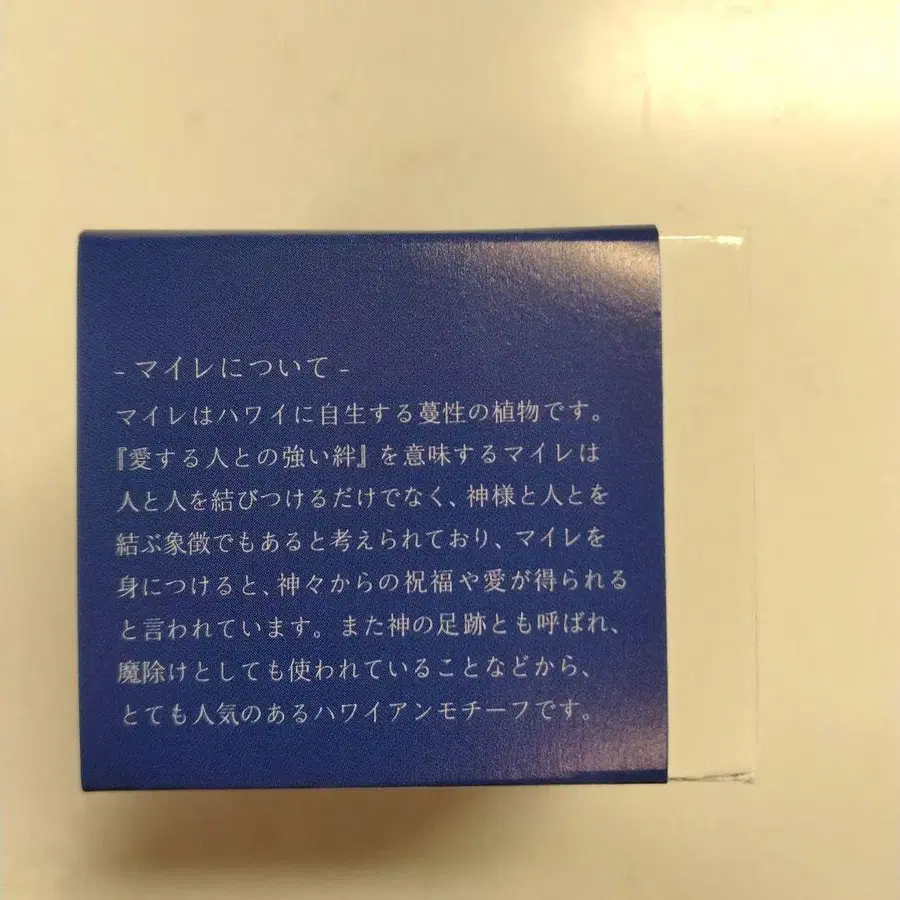 - マイレについて -
マイレはハワイに自生する蔓性の植物です。
『愛する人との強い絆』を意味するマイレは
人と人を結びつけるだけでなく、神様と人とを
結ぶ象徴でもあると考えられており、マイレを
身につけると、神々からの祝福や愛が得られる
と言われています。また神の足跡とも呼ばれ、
魔除けとしても使われていることなどから、
とても人気のあるハワイアンモチーフです。